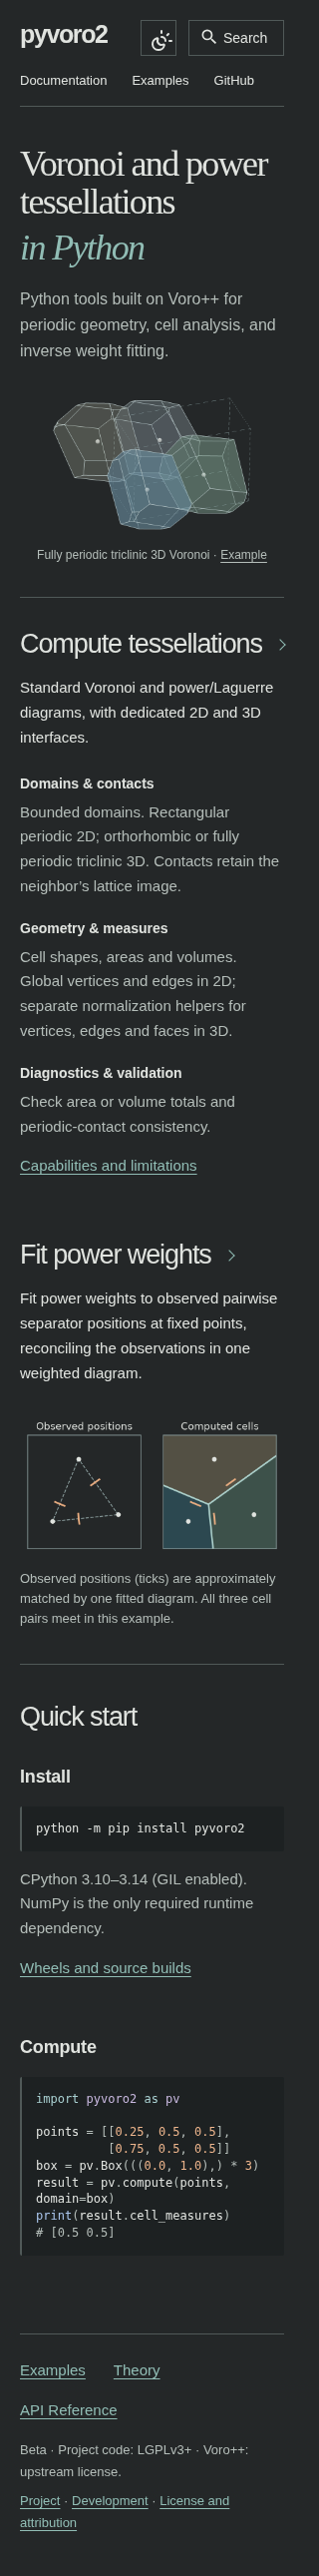 pyvoro2
Search
Documentation Examples GitHub
Voronoi and power
tessellations
in Python
Python tools built on Voro++ for
periodic geometry, cell analysis, and
inverse weight fitting.
Fully periodic triclinic 3D Voronoi · Example
Compute tessellations
Standard Voronoi and power/Laguerre
diagrams, with dedicated 2D and 3D
interfaces.
Domains & contacts
Bounded domains. Rectangular
periodic 2D; orthorhombic or fully
periodic triclinic 3D. Contacts retain the
neighbor’s lattice image.
Geometry & measures
Cell shapes, areas and volumes.
Global vertices and edges in 2D;
separate normalization helpers for
vertices, edges and faces in 3D.
Diagnostics & validation
Check area or volume totals and
periodic-contact consistency.
Capabilities and limitations
Fit power weights
Fit power weights to observed pairwise
separator positions at fixed points,
reconciling the observations in one
weighted diagram.
Observed positions Computed cells
Observed positions (ticks) are approximately
matched by one fitted diagram. All three cell
pairs meet in this example.
Quick start
Install
python -m pip install pyvoro2
CPython 3.10–3.14 (GIL enabled).
NumPy is the only required runtime
dependency.
Wheels and source builds
Compute
import pyvoro2 as pv
points = [[0.25, 0.5, 0.5],
[0.75, 0.5, 0.5]]
box = pv.Box(((0.0, 1.0),) * 3)
result = pv.compute(points,
domain=box)
print(result.cell_measures)
# [0.5 0.5]
Examples Theory
API Reference
Beta · Project code: LGPLv3+ · Voro++:
upstream license.
Project · Development · License and
attribution